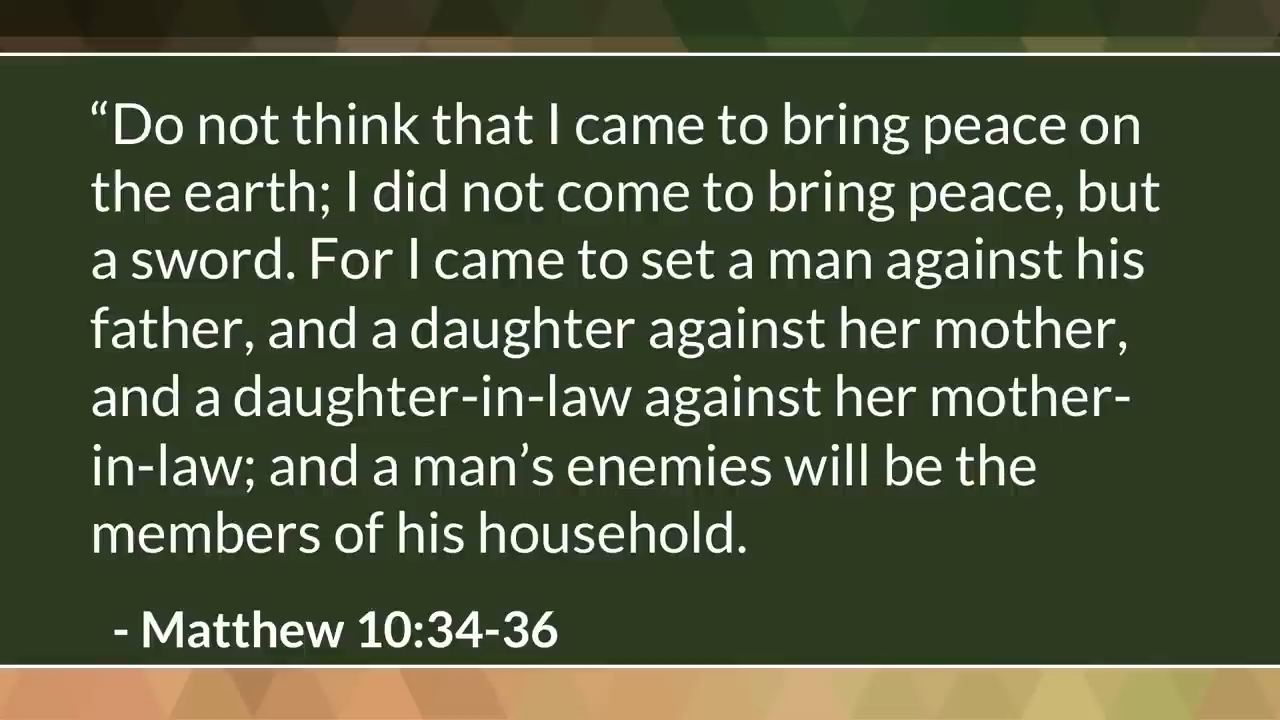 “Do not think that I came to bring peace on
the earth; I did not come to bring peace, but
a sword. For I came to set a man against his
father, and a daughter against her mother,
and a daughter-in-law against her mother-
in-law; and a man’s enemies will be the
members of his household.
- Matthew 10:34-36